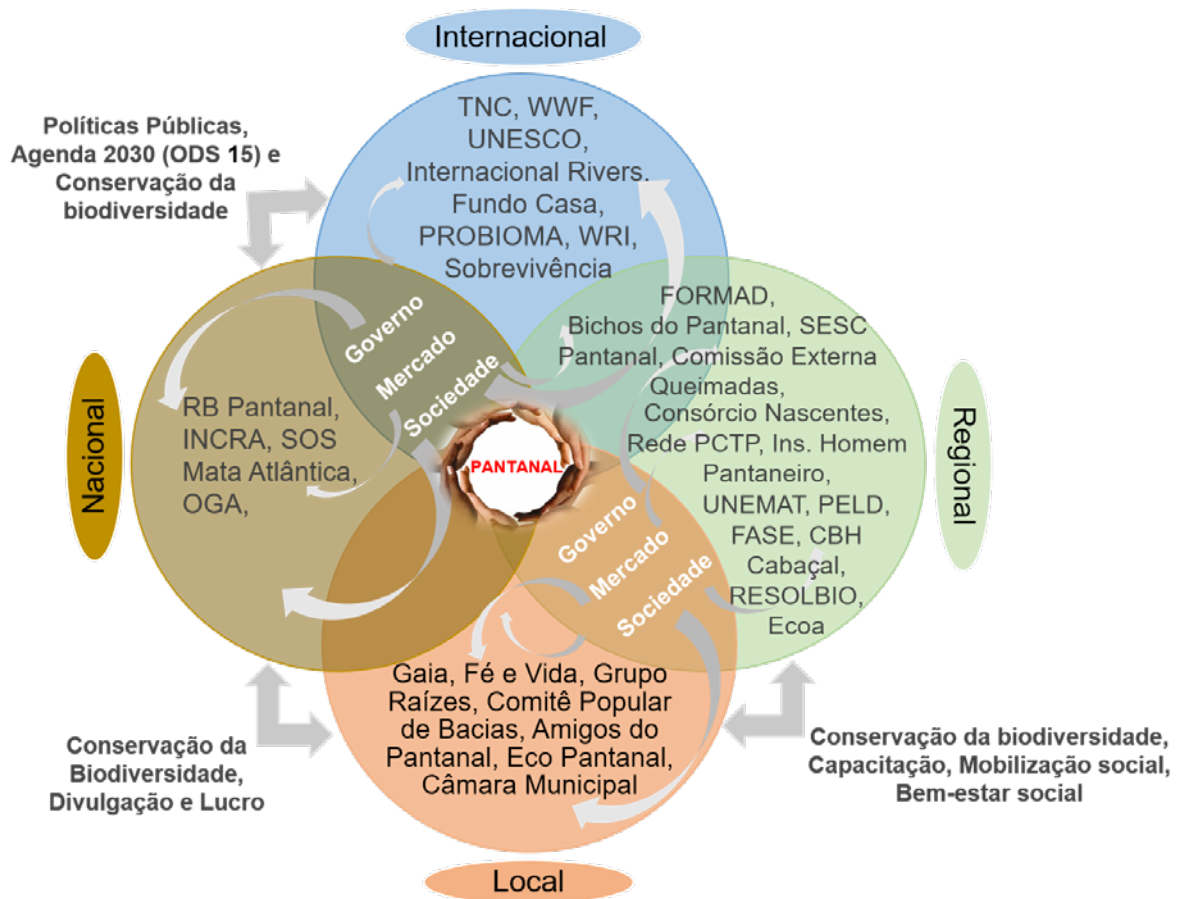 Internacional
TNC, WWF,
UNESCO,
Internacional Rivers.
Fundo Casa,
PROBIOMA, WRI,
Sobrevivência
Políticas Públicas,
Agenda 2030 (ODS 15) e
Conservação da
biodiversidade
Governo
Mercado
Sociedade
Nacional
RB Pantanal,
INCRA, SOS
Mata Atlântica,
OGA,
PANTANAL
FORMAD,
Bichos do Pantanal, SESC
Pantanal, Comissão Externa
Queimadas,
Consórcio Nascentes,
Rede PCTP, Ins. Homem
Pantaneiro,
UNEMAT, PELD,
FASE, CBH
Cabaçal,
RESOLBIO,
Ecoa
Regional
Governo
Mercado
Sociedade
Gaia, Fé e Vida, Grupo
Raízes, Comitê Popular
de Bacias, Amigos do
Pantanal, Eco Pantanal,
Câmara Municipal
Conservação da
Biodiversidade,
Divulgação e Lucro
Conservação da biodiversidade,
Capacitação, Mobilização social,
Bem-estar social
Local